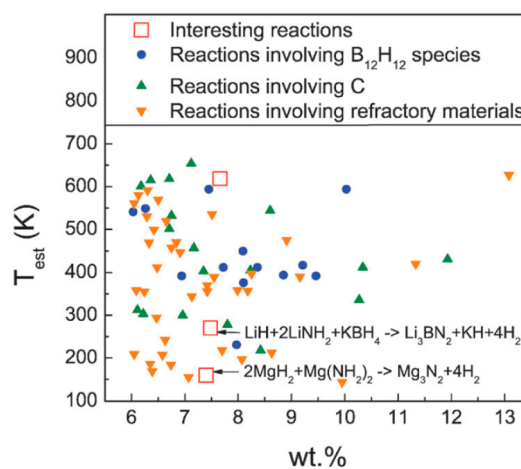 Interesting reactions
Reactions involving B₁₂H₁₂ species
Reactions involving C
Reactions involving refractory materials
900
800
700
600
500
400
300
200
100
T_est (K)
LiH+2LiNH₂+KBH₄ -> Li₃BN₂+KH+4H₂
2MgH₂+Mg(NH₂)₂ -> Mg₃N₂+4H₂
6 7 8 9 10 11 12 13
wt.%